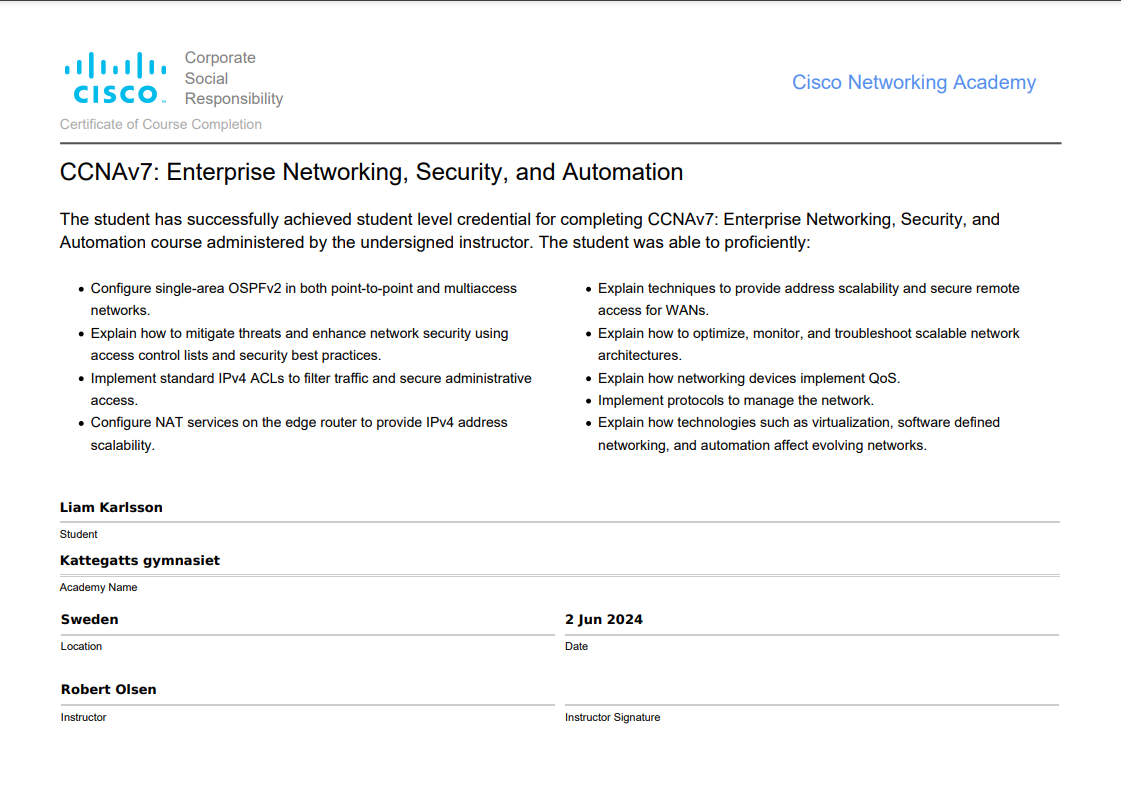 Corporate
Social
Responsibility
CISCO™
Cisco Networking Academy
Certificate of Course Completion
CCNAv7: Enterprise Networking, Security, and Automation
The student has successfully achieved student level credential for completing CCNAv7: Enterprise Networking, Security, and
Automation course administered by the undersigned instructor. The student was able to proficiently:
• Configure single-area OSPFv2 in both point-to-point and multiaccess
networks.
• Explain how to mitigate threats and enhance network security using
access control lists and security best practices.
• Implement standard IPv4 ACLs to filter traffic and secure administrative
access.
• Configure NAT services on the edge router to provide IPv4 address
scalability.
• Explain techniques to provide address scalability and secure remote
access for WANs.
• Explain how to optimize, monitor, and troubleshoot scalable network
architectures.
• Explain how networking devices implement QoS.
• Implement protocols to manage the network.
• Explain how technologies such as virtualization, software defined
networking, and automation affect evolving networks.
Liam Karlsson
Student
Kattegatts gymnasiet
Academy Name
Sweden
Location
2 Jun 2024
Date
Robert Olsen
Instructor
Instructor Signature